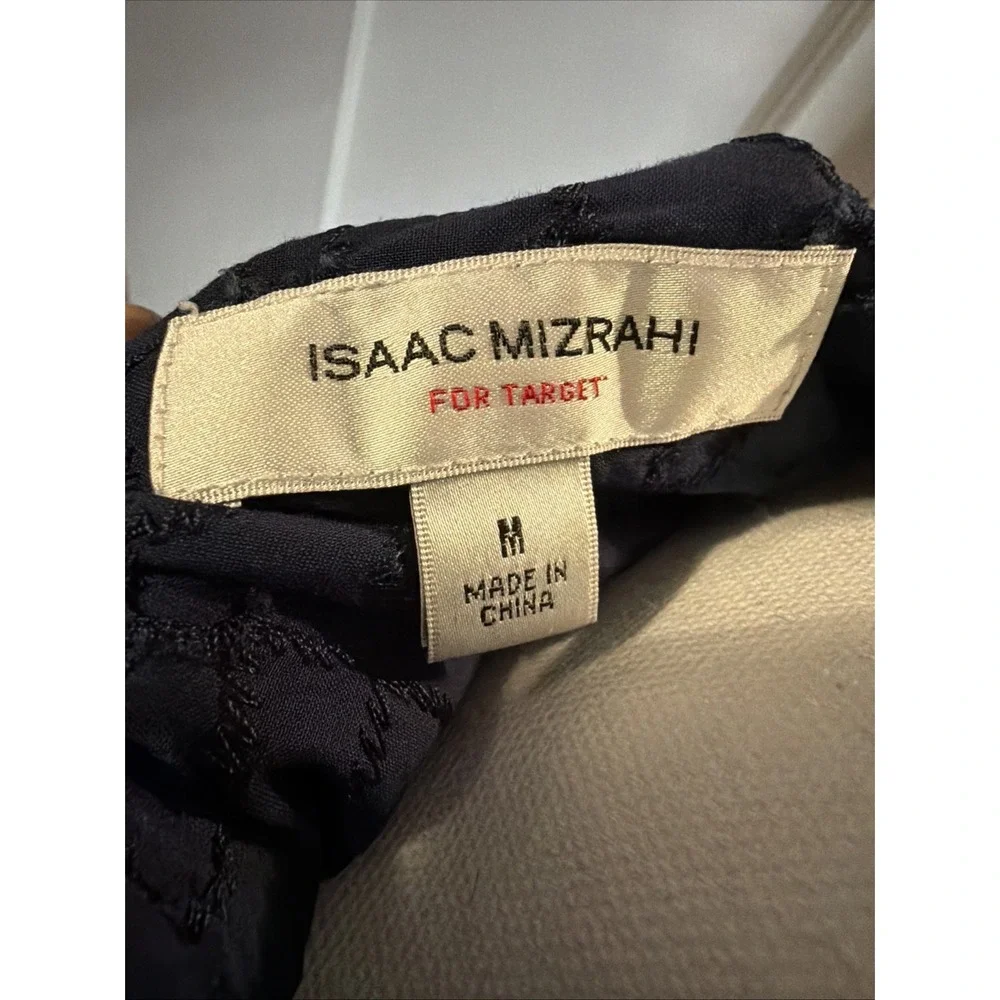 ISAAC MIZRAHI
FOR TARGET
M
MADE IN
CHINA